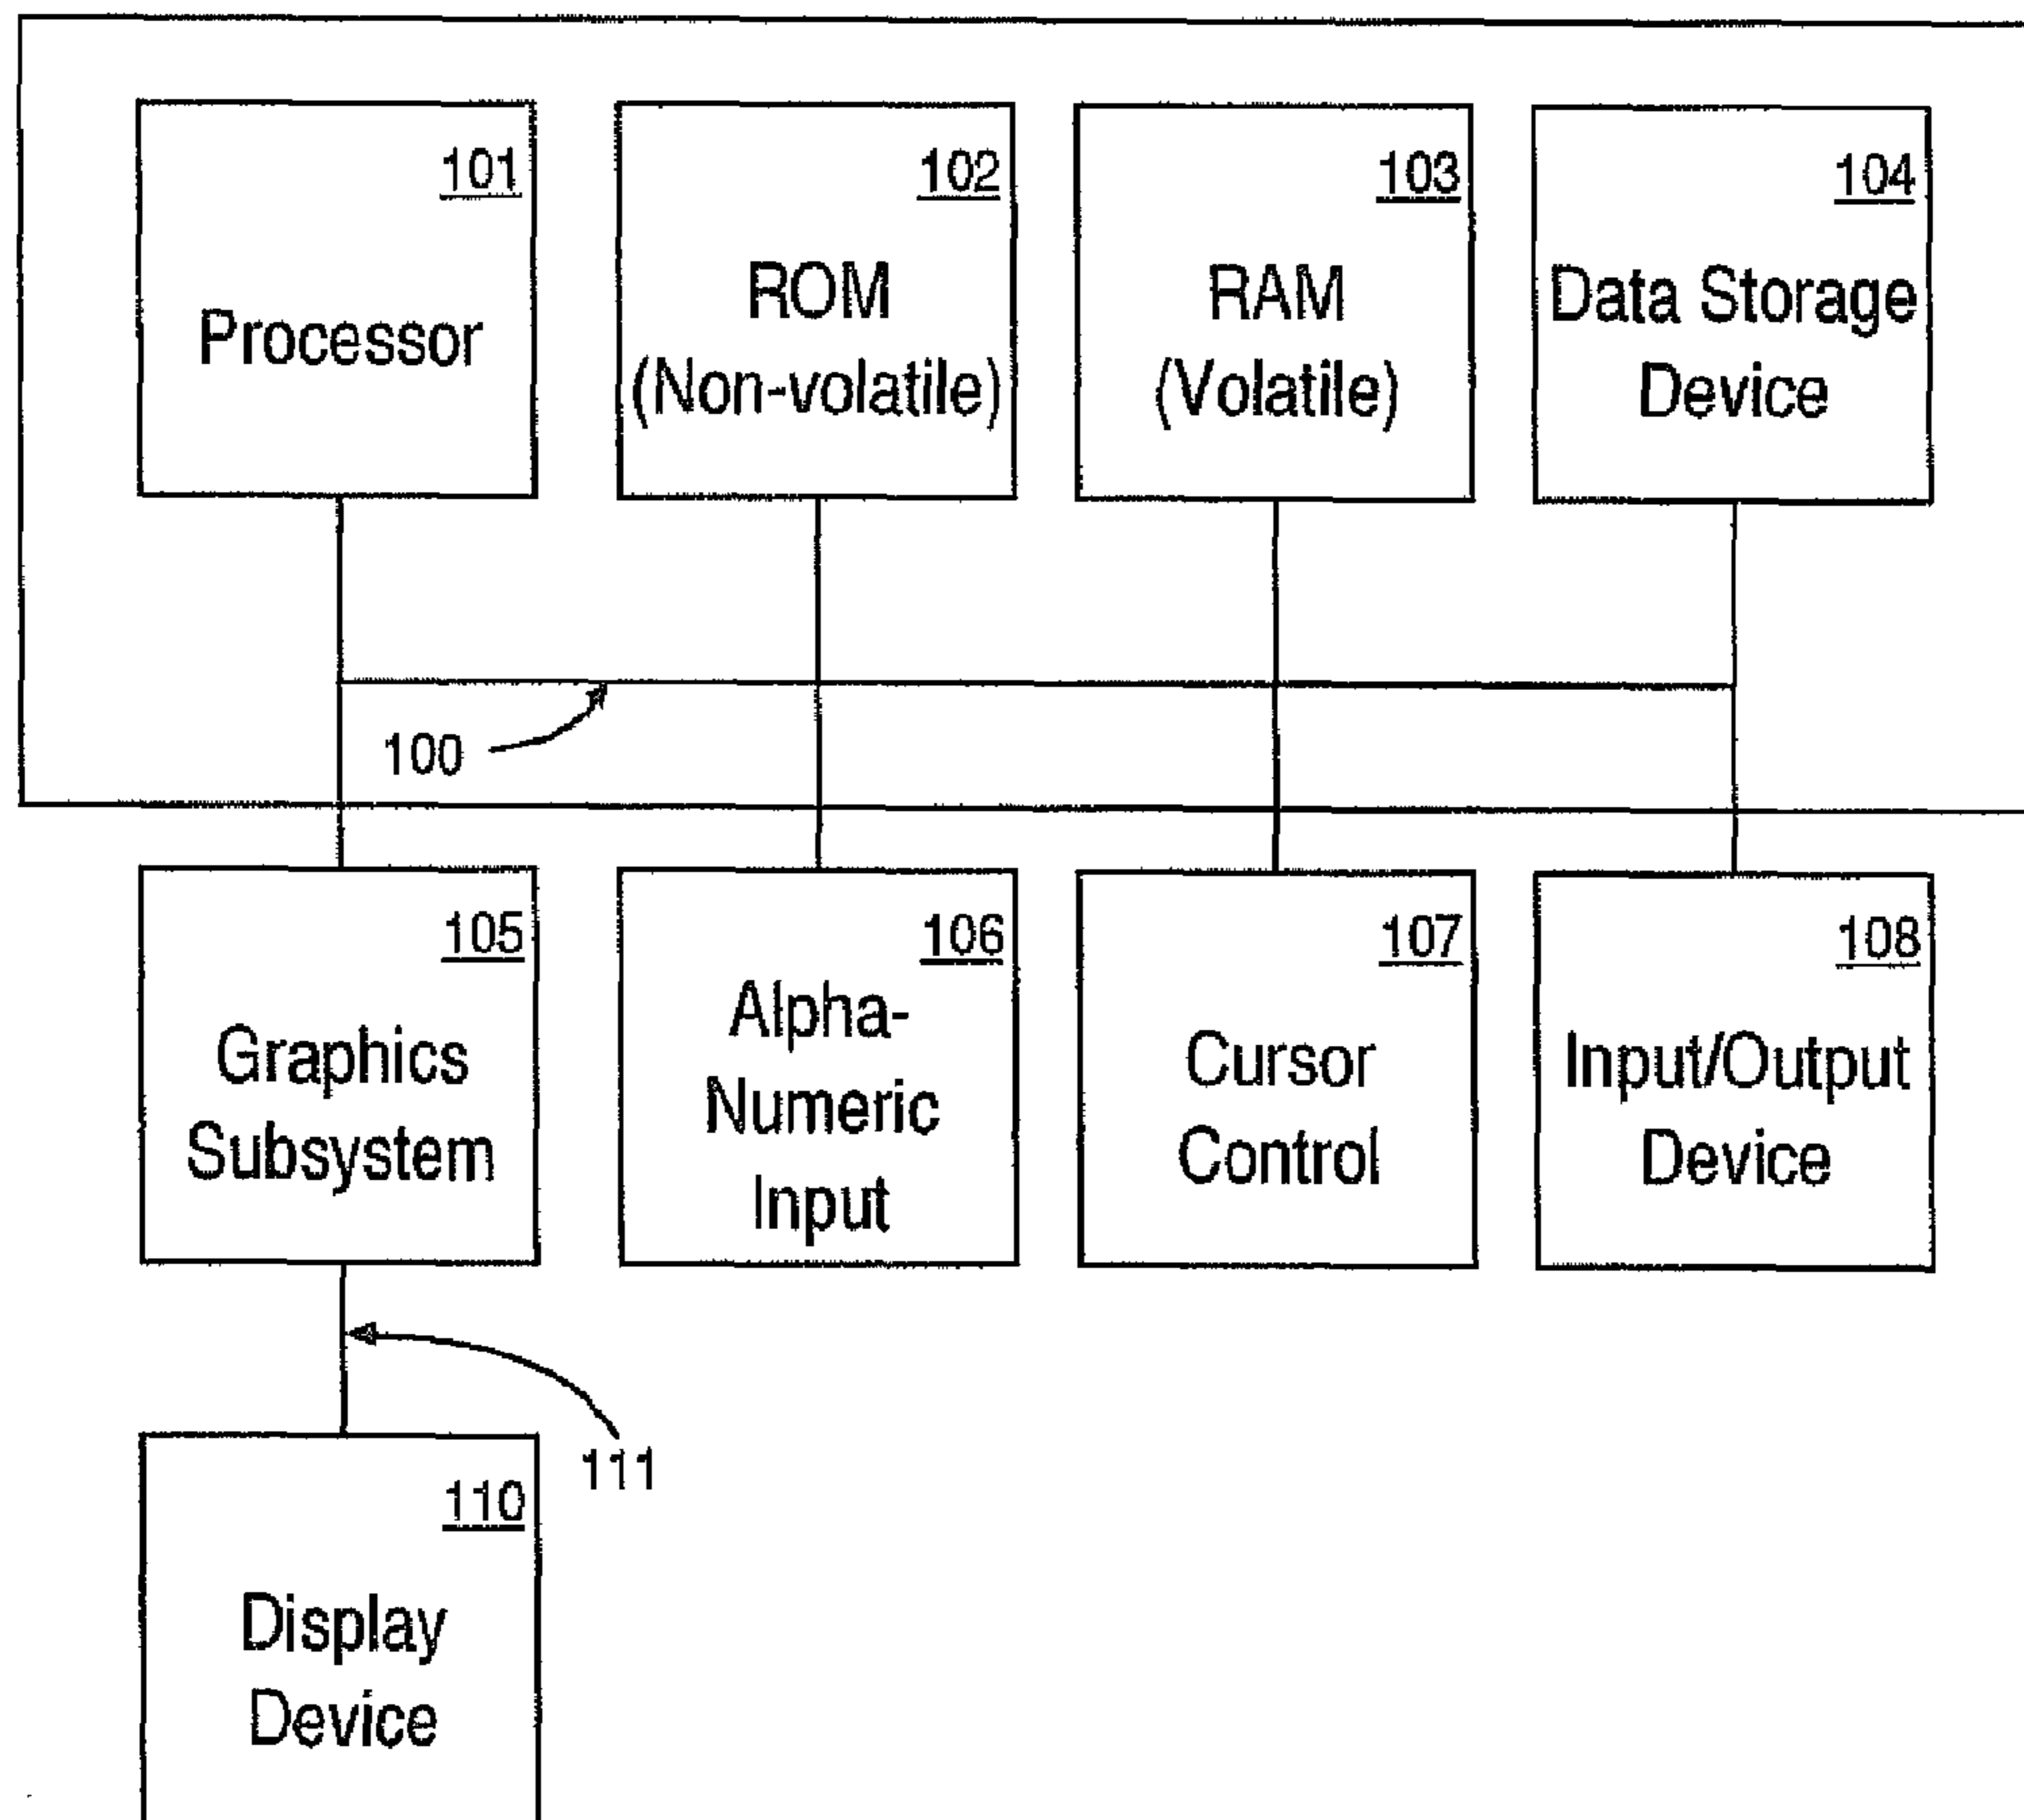 101
Processor
102
ROM
(Non-volatile)
103
RAM
(Volatile)
104
Data Storage
Device
100
105
Graphics
Subsystem
106
Alpha-
Numeric
Input
107
Cursor
Control
108
Input/Output
Device
111
110
Display
Device